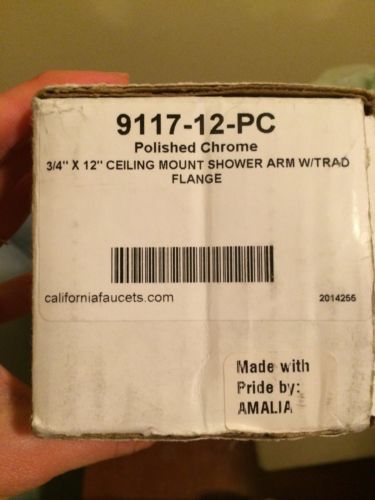 9117-12-PC
Polished Chrome
3/4" X 12" CEILING MOUNT SHOWER ARM W/TRAD
FLANGE
californiafaucets.com
2014256
Made with
Pride by:
AMALIA